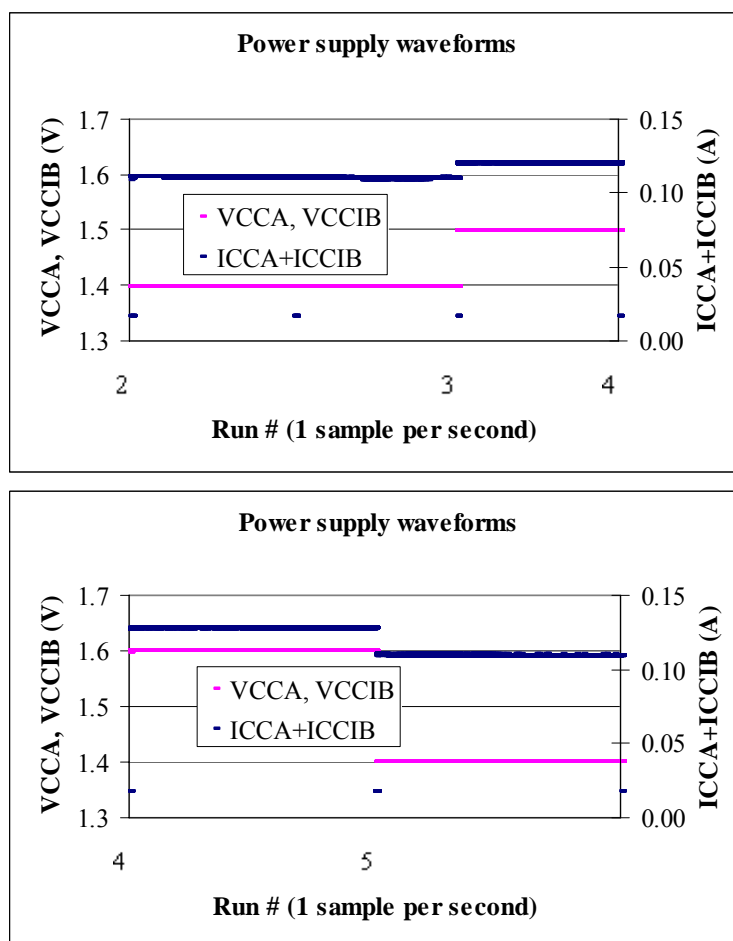 Power supply waveforms
VCCA, VCCIB (V)
1.7
1.6
1.5
1.4
1.3
VCCA, VCCIB
ICCA+ICCIB
0.15
0.10
0.05
0.00
ICCA+ICCIB (A)
2
3
4
Run # (1 sample per second)
Power supply waveforms
VCCA, VCCIB (V)
1.7
1.6
1.5
1.4
1.3
VCCA, VCCIB
ICCA+ICCIB
0.15
0.10
0.05
0.00
ICCA+ICCIB (A)
4
5
Run # (1 sample per second)